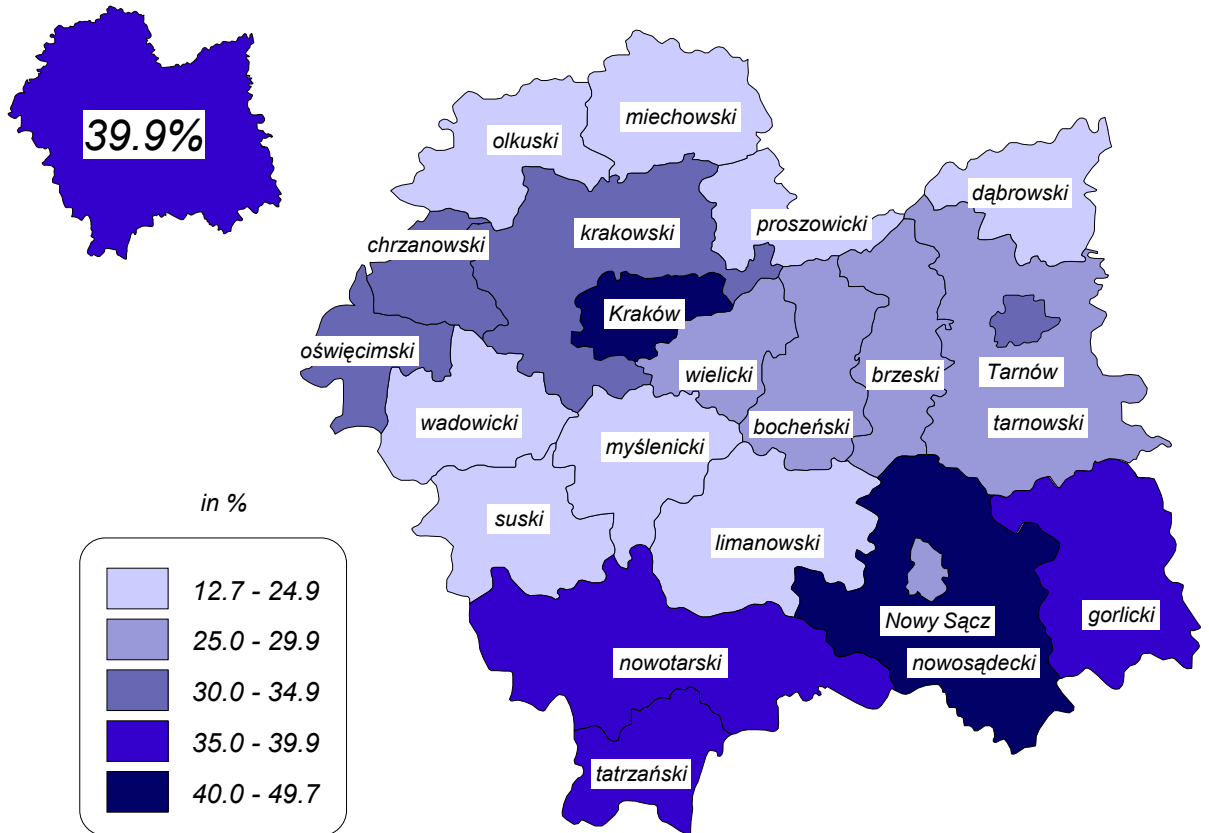 39.9%
miechowski
olkuski
dąbrowski
proszowicki
krakowski
chrzanowski
Kraków
oświęcimski
wielicki
brzeski
Tarnów
wadowicki
bocheński
tarnowski
myślenicki
suski
limanowski
Nowy Sącz
gorlicki
nowotarski
nowosądecki
tatrzański
in %
12.7 - 24.9
25.0 - 29.9
30.0 - 34.9
35.0 - 39.9
40.0 - 49.7